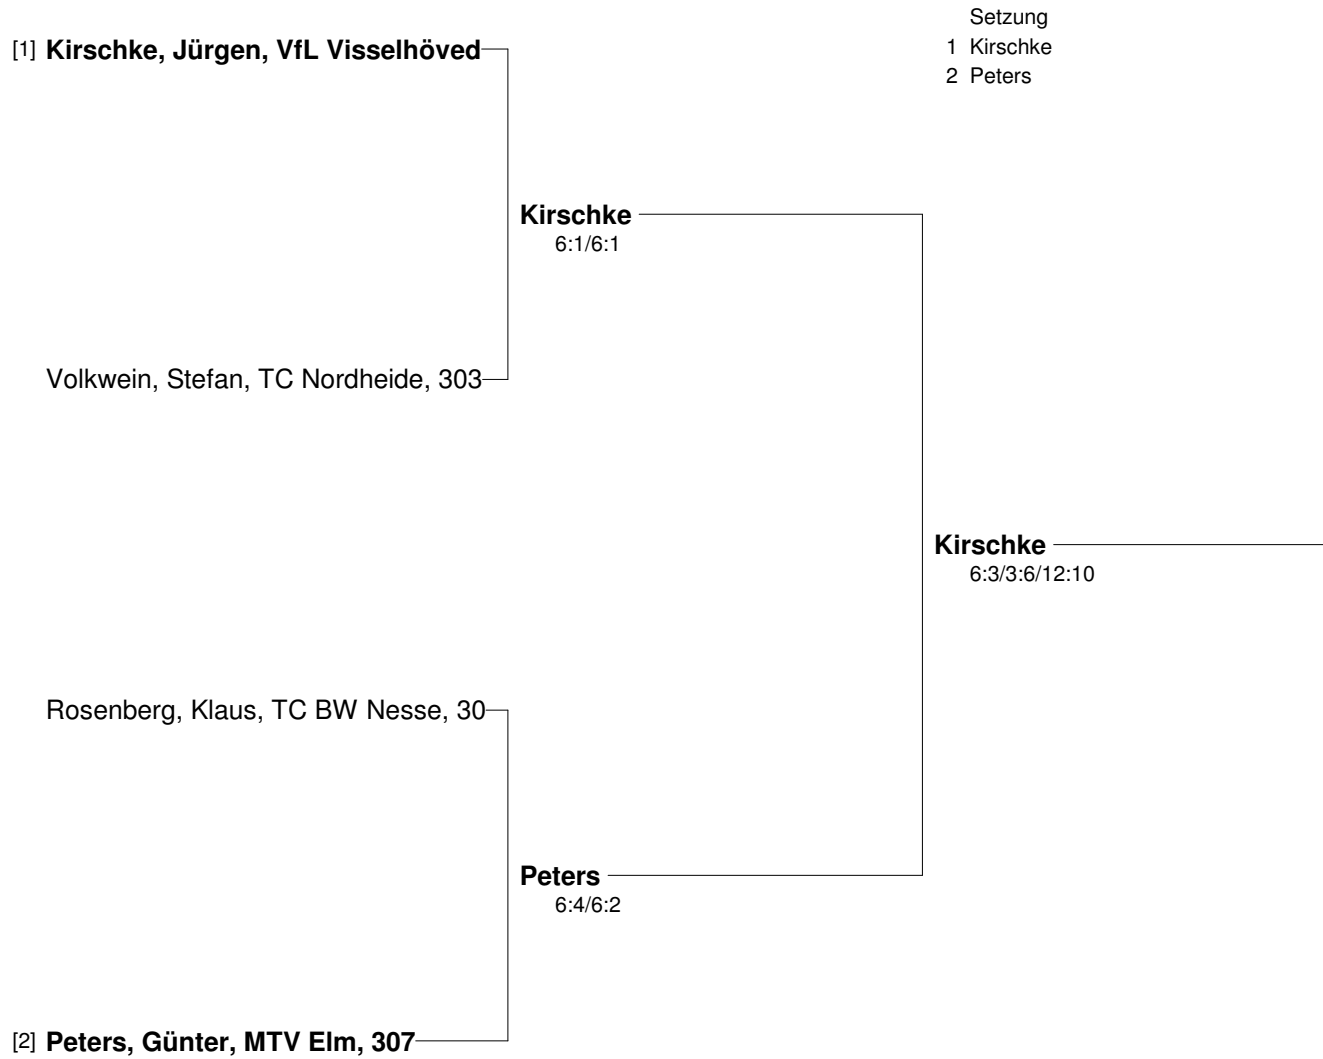 Setzung
1 Kirschke
2 Peters
[1] Kirschke, Jürgen, VfL Visselhöved
Kirschke
6:1/6:1
Volkwein, Stefan, TC Nordheide, 303
Kirschke
6:3/3:6/12:10
Rosenberg, Klaus, TC BW Nesse, 30
Peters
6:4/6:2
[2] Peters, Günter, MTV Elm, 307